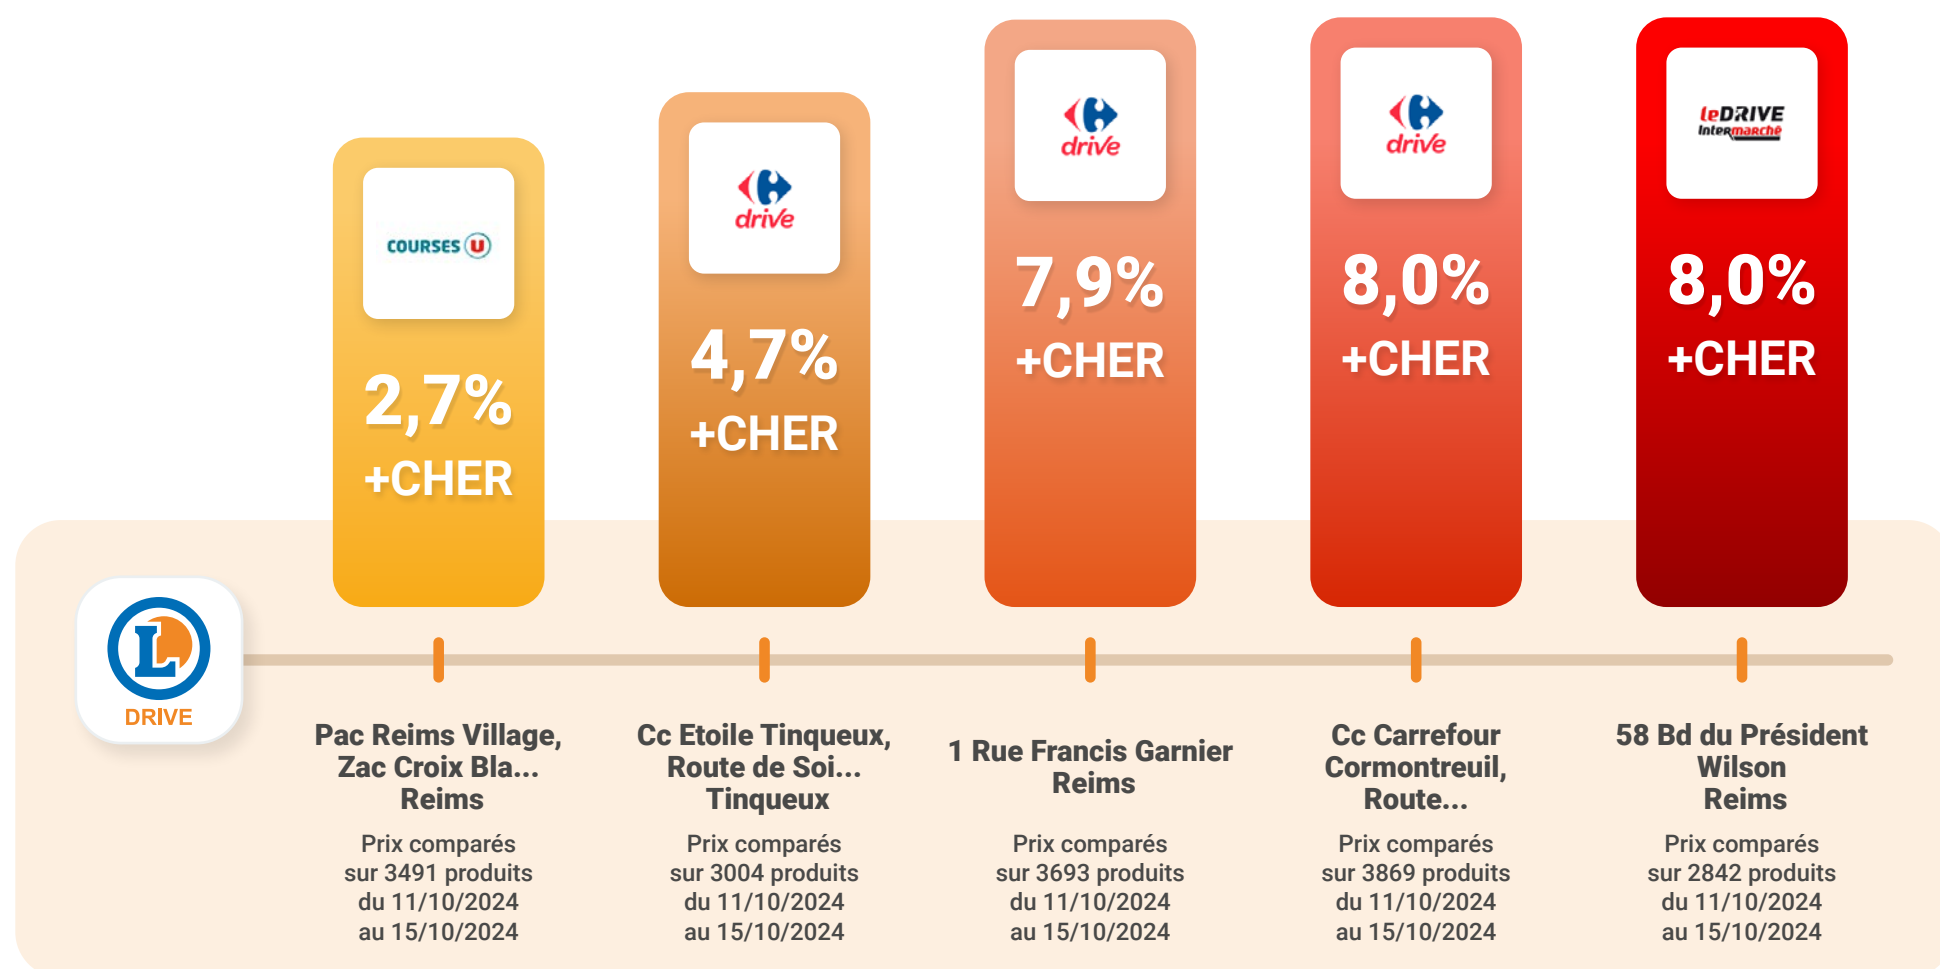 COURSES U
2,7%
+CHER
drive
4,7%
+CHER
drive
7,9%
+CHER
drive
8,0%
+CHER
leDRIVE
Intermarché
8,0%
+CHER
L
DRIVE
Pac Reims Village,
Zac Croix Bla...
Reims
Prix comparés
sur 3491 produits
du 11/10/2024
au 15/10/2024
Cc Etoile Tinqueux,
Route de Soi...
Tinqueux
Prix comparés
sur 3004 produits
du 11/10/2024
au 15/10/2024
1 Rue Francis Garnier
Reims
Prix comparés
sur 3693 produits
du 11/10/2024
au 15/10/2024
Cc Carrefour
Cormontreuil,
Route...
Prix comparés
sur 3869 produits
du 11/10/2024
au 15/10/2024
58 Bd du Président
Wilson
Reims
Prix comparés
sur 2842 produits
du 11/10/2024
au 15/10/2024